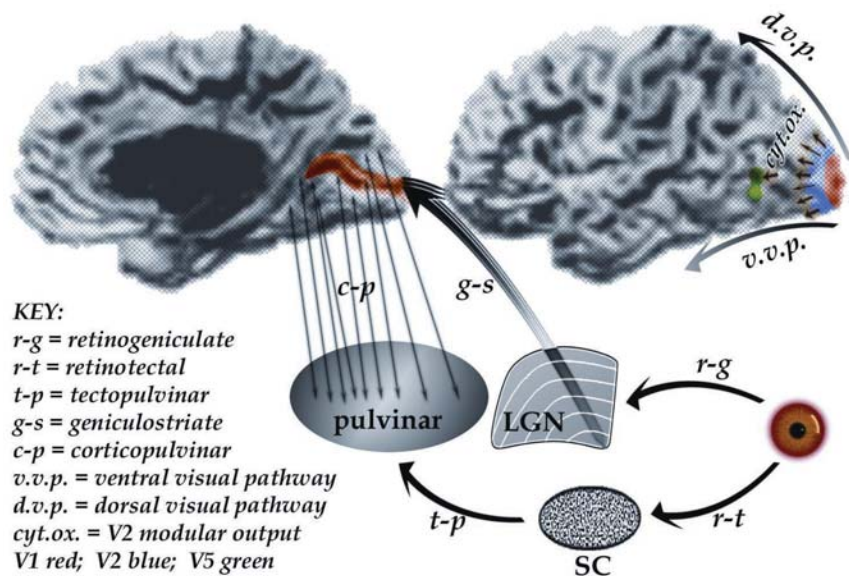 d.v.p.
cyt.ox.
v.v.p.
c-p
g-s
KEY:
r-g = retinogeniculate
r-t = retinotectal
t-p = tectopulvinar
g-s = geniculostriate
c-p = corticopulvinar
v.v.p. = ventral visual pathway
d.v.p. = dorsal visual pathway
cyt.ox. = V2 modular output
V1 red; V2 blue; V5 green
pulvinar
LGN
r-g
t-p
r-t
SC